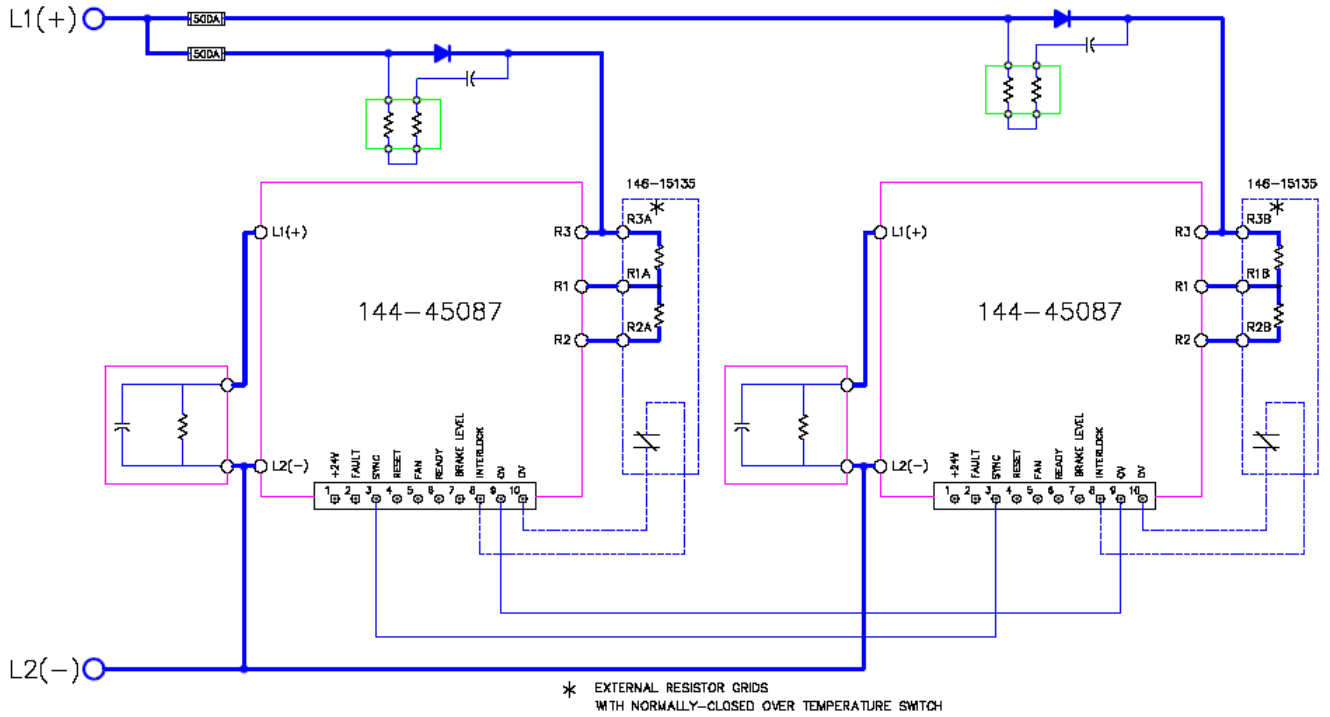 L1(+)
500A
500A
146-15135
*
R3A
R3
L1(+)
R1A
R1
144-45087
R2A
R2
L2(-)
+24V
FAULT
SYNC
RESET
FAN
READY
BRAKE LEVEL
INTERLOCK
0V
0V
1 2 3 4 5 6 7 8 9 10
146-15135
*
R3B
R3
L1(+)
R1B
R1
144-45087
R2B
R2
L2(-)
+24V
FAULT
SYNC
RESET
FAN
READY
BRAKE LEVEL
INTERLOCK
0V
0V
1 2 3 4 5 6 7 8 9 10
L2(-)
* EXTERNAL RESISTOR GRIDS
WITH NORMALLY-CLOSED OVER TEMPERATURE SWITCH